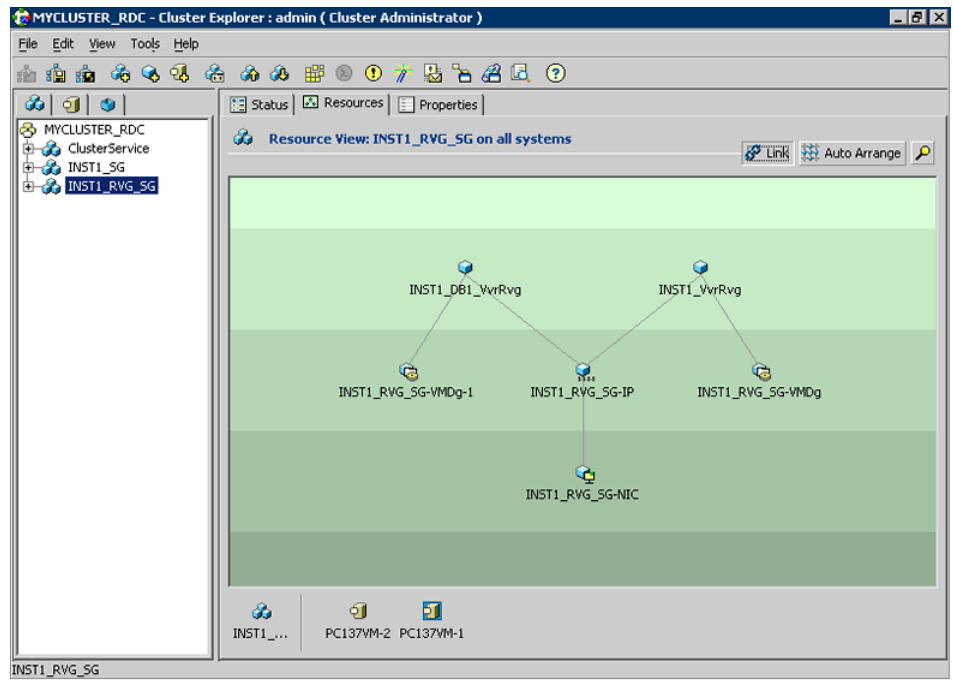 MYCLUSTER_RDC - Cluster Explorer : admin ( Cluster Administrator )
File Edit View Tools Help
Status Resources Properties
MYCLUSTER_RDC
ClusterService
INST1_SG
INST1_RVG_SG
Resource View: INST1_RVG_SG on all systems
Link Auto Arrange
INST1_DB1_VvrRvg INST1_VvrRvg
INST1_RVG_SG-VMDg-1 INST1_RVG_SG-IP INST1_RVG_SG-VMDg
INST1_RVG_SG-NIC
INST1_... PC137VM-2 PC137VM-1
INST1_RVG_SG